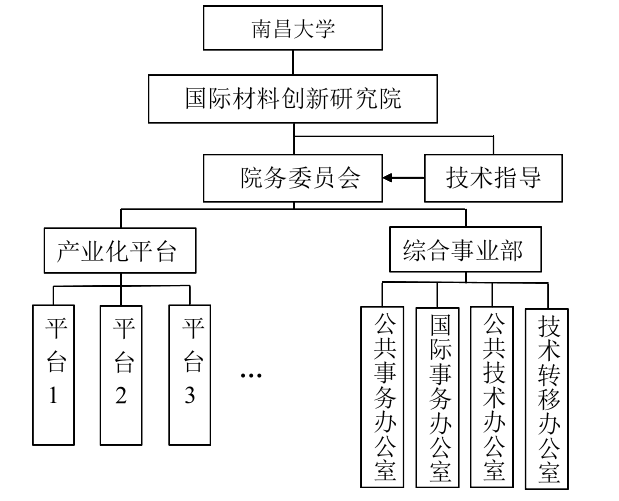 南昌大学
国际材料创新研究院
院务委员会
技术指导
产业化平台
综合事业部
平台1
平台2
平台3
...
公共事务办公室
国际事务办公室
公共技术办公室
技术转移办公室